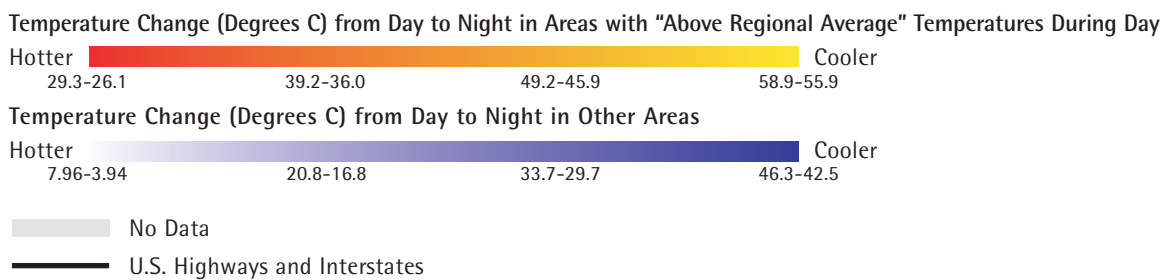 Temperature Change (Degrees C) from Day to Night in Areas with “Above Regional Average” Temperatures During Day
Hotter Cooler
29.3-26.1 39.2-36.0 49.2-45.9 58.9-55.9
Temperature Change (Degrees C) from Day to Night in Other Areas
Hotter Cooler
7.96-3.94 20.8-16.8 33.7-29.7 46.3-42.5
No Data
U.S. Highways and Interstates